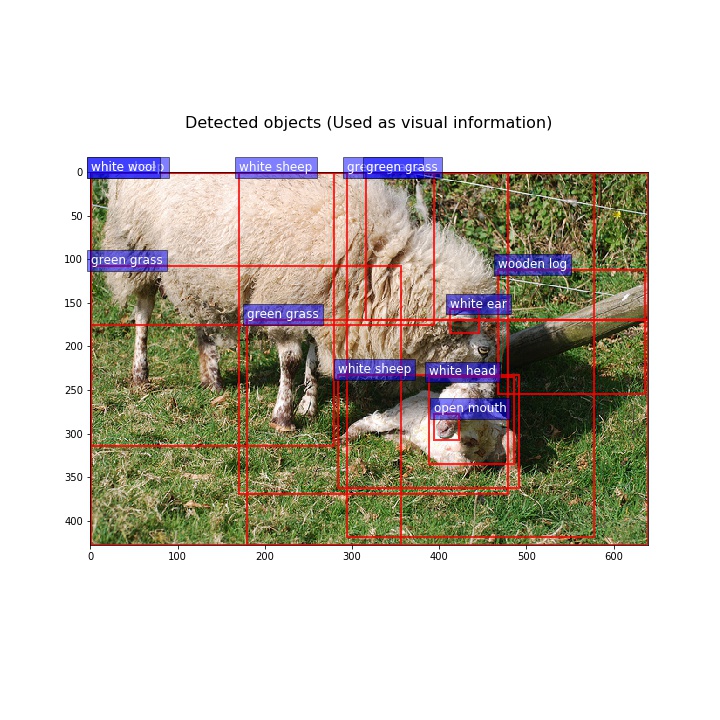 Detected objects (Used as visual information)
white wool
white sheep
gre green grass
green grass
wooden log
white ear
green grass
white sheep
white head
open mouth
0
50
100
150
200
250
300
350
400
0 100 200 300 400 500 600